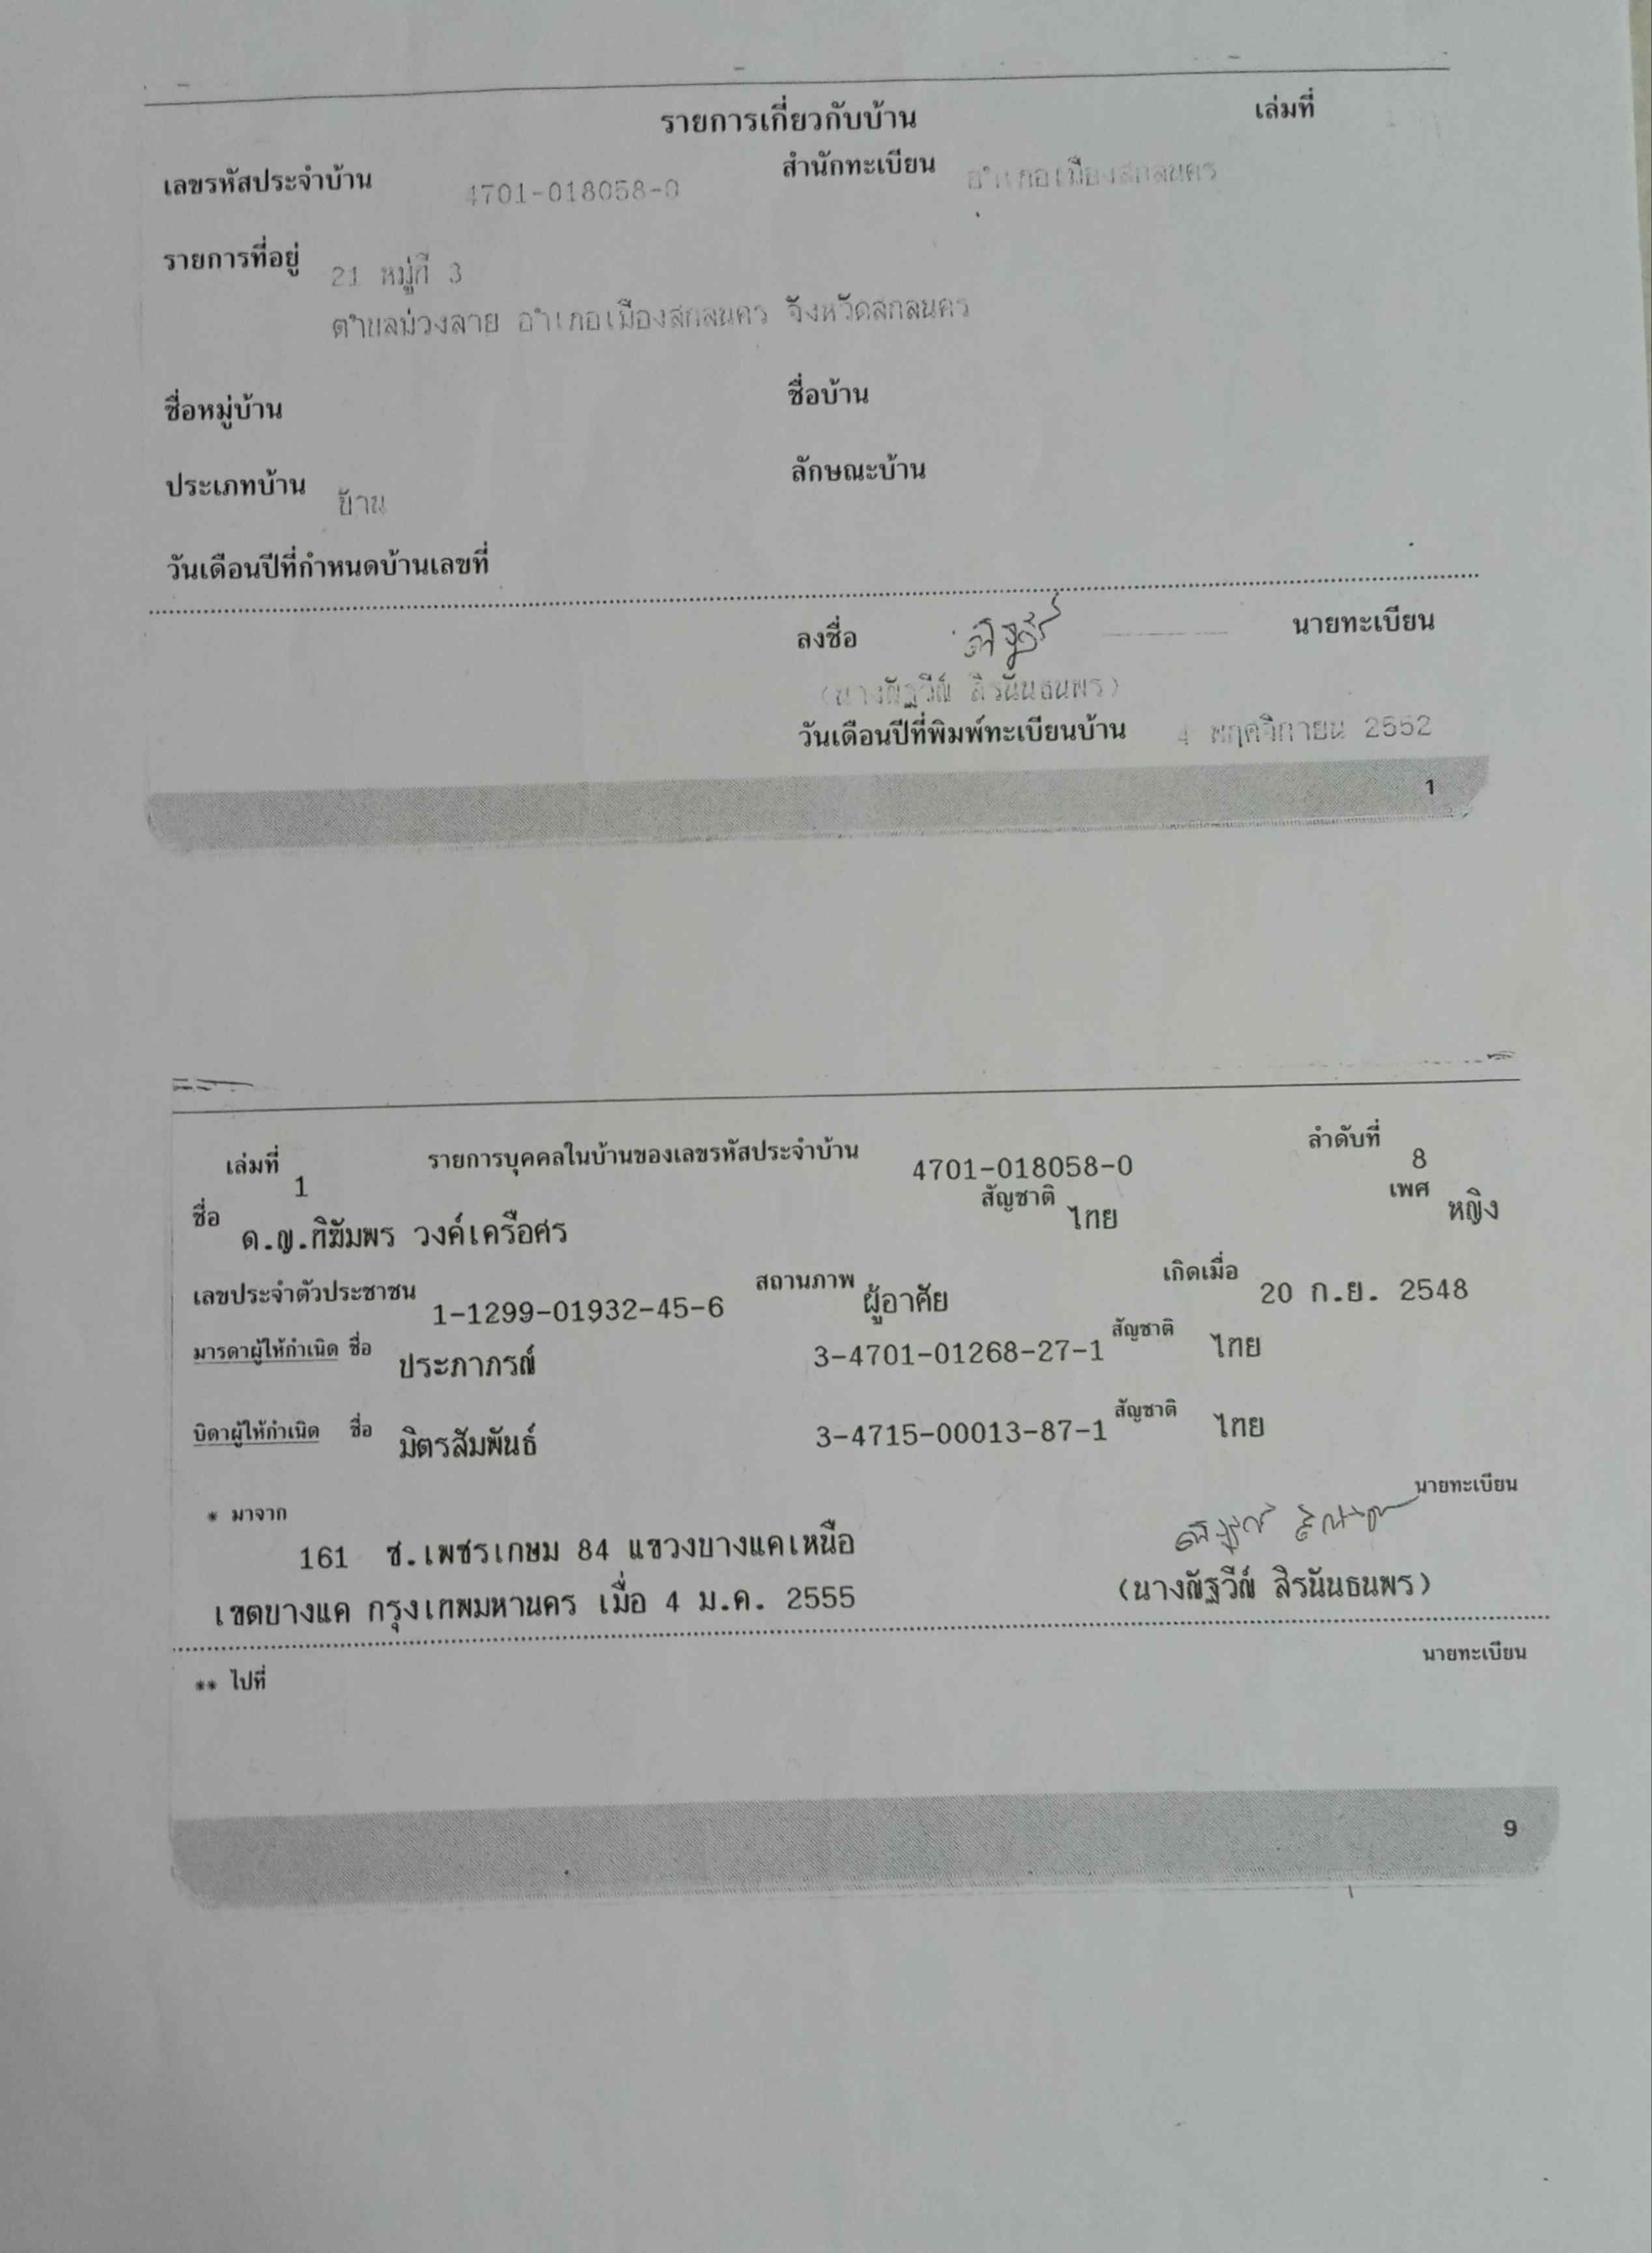 รายการเกี่ยวกับบ้าน เล่มที่
เลขรหัสประจำบ้าน 4701-018058-0 สำนักทะเบียน อำเภอเมืองสกลนคร
รายการที่อยู่ 21 หมู่ที่ 3
ตำบลม่วงลาย อำเภอเมืองสกลนคร จังหวัดสกลนคร
ชื่อหมู่บ้าน ชื่อบ้าน
ประเภทบ้าน บ้าน ลักษณะบ้าน
วันเดือนปีที่กำหนดบ้านเลขที่
ลงชื่อ นายทะเบียน
(นางณัฐวีณ์ สิรนันธนพร)
วันเดือนปีที่พิมพ์ทะเบียนบ้าน 4 พฤศจิกายน 2552
1
เล่มที่ 1 รายการบุคคลในบ้านของเลขรหัสประจำบ้าน 4701-018058-0 ลำดับที่ 8
ชื่อ ด.ญ.ทิฆัมพร วงค์เครือศร สัญชาติ ไทย เพศ หญิง
เลขประจำตัวประชาชน 1-1299-01932-45-6 สถานภาพ ผู้อาศัย เกิดเมื่อ 20 ก.ย. 2548
มารดาผู้ให้กำเนิด ชื่อ ประภาภรณ์ 3-4701-01268-27-1 สัญชาติ ไทย
บิดาผู้ให้กำเนิด ชื่อ มิตรสัมพันธ์ 3-4715-00013-87-1 สัญชาติ ไทย
* มาจาก นายทะเบียน
161 ซ.เพชรเกษม 84 แขวงบางแคเหนือ
เขตบางแค กรุงเทพมหานคร เมื่อ 4 ม.ค. 2555 (นางณัฐวีณ์ สิรนันธนพร)
** ไปที่ นายทะเบียน
9